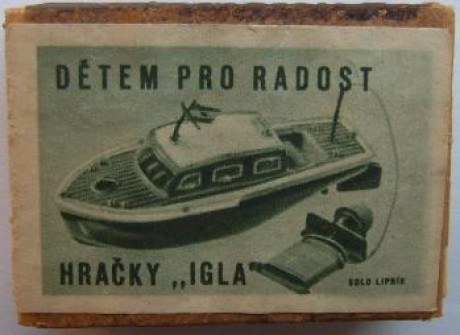 DĚTEM PRO RADOST
HRAČKY „IGLA"
SOLO LIPNÍK